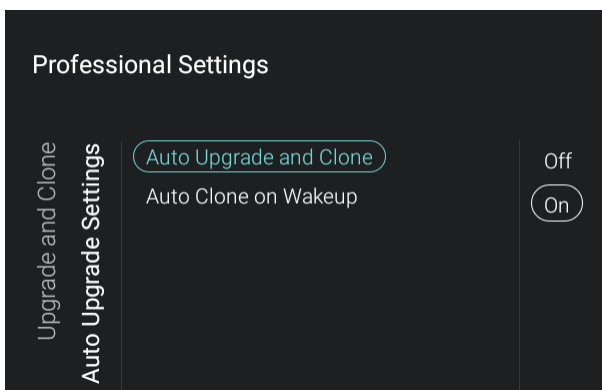 Professional Settings
Upgrade and Clone
Auto Upgrade Settings
Auto Upgrade and Clone
Auto Clone on Wakeup
Off
On